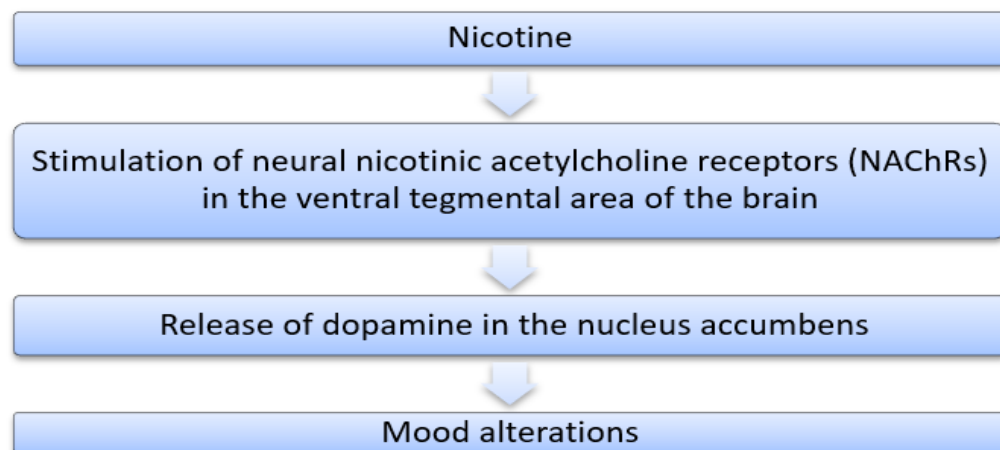 Nicotine
Stimulation of neural nicotinic acetylcholine receptors (NAChRs)
in the ventral tegmental area of the brain
Release of dopamine in the nucleus accumbens
Mood alterations